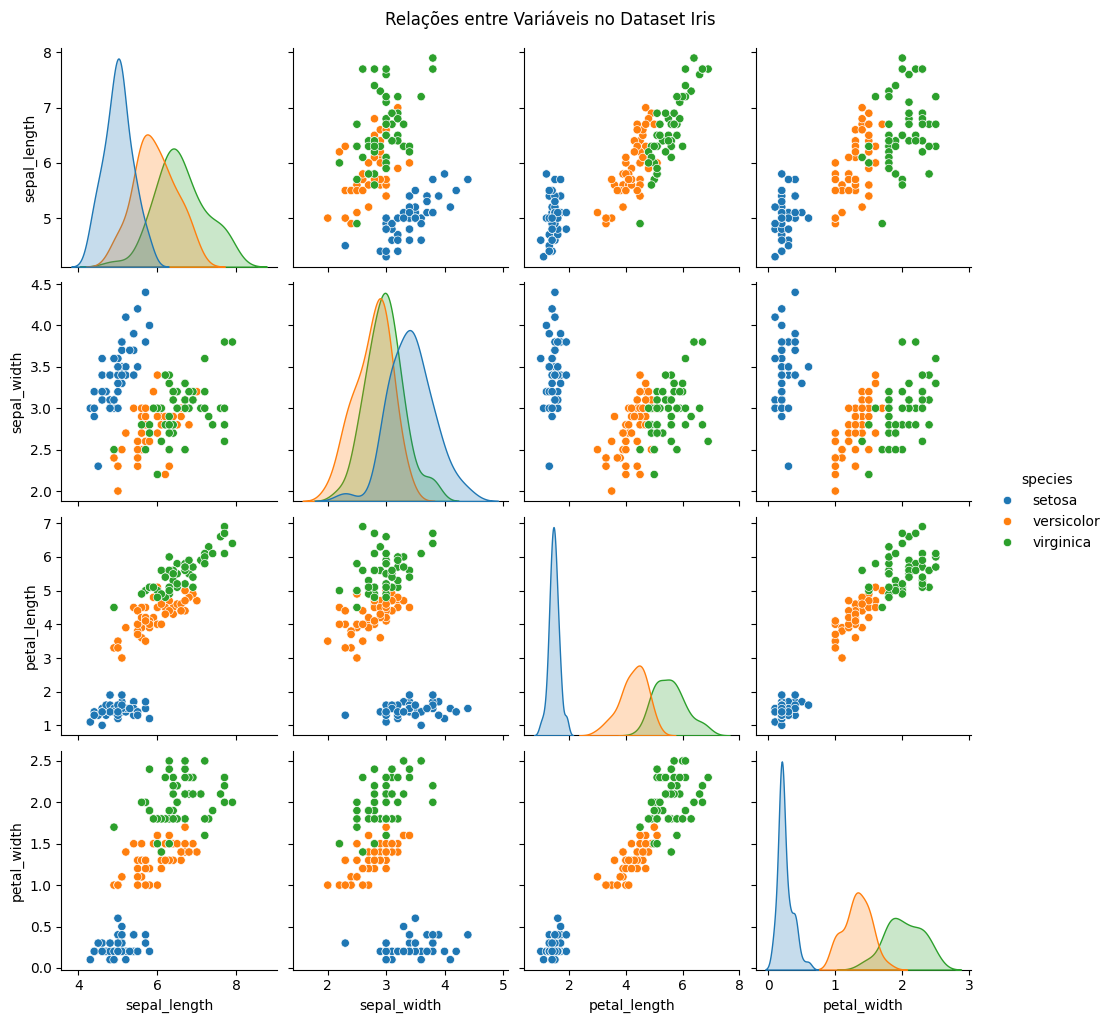 Relações entre Variáveis no Dataset Iris
8
7
6
5
sepal_length
4.5
4.0
3.5
3.0
2.5
2.0
sepal_width
species
setosa
versicolor
virginica
7
6
5
4
3
2
1
petal_length
2.5
2.0
1.5
1.0
0.5
0.0
petal_width
4 6 8 2 3 4 5 2 4 6 8 0 1 2 3
sepal_length sepal_width petal_length petal_width